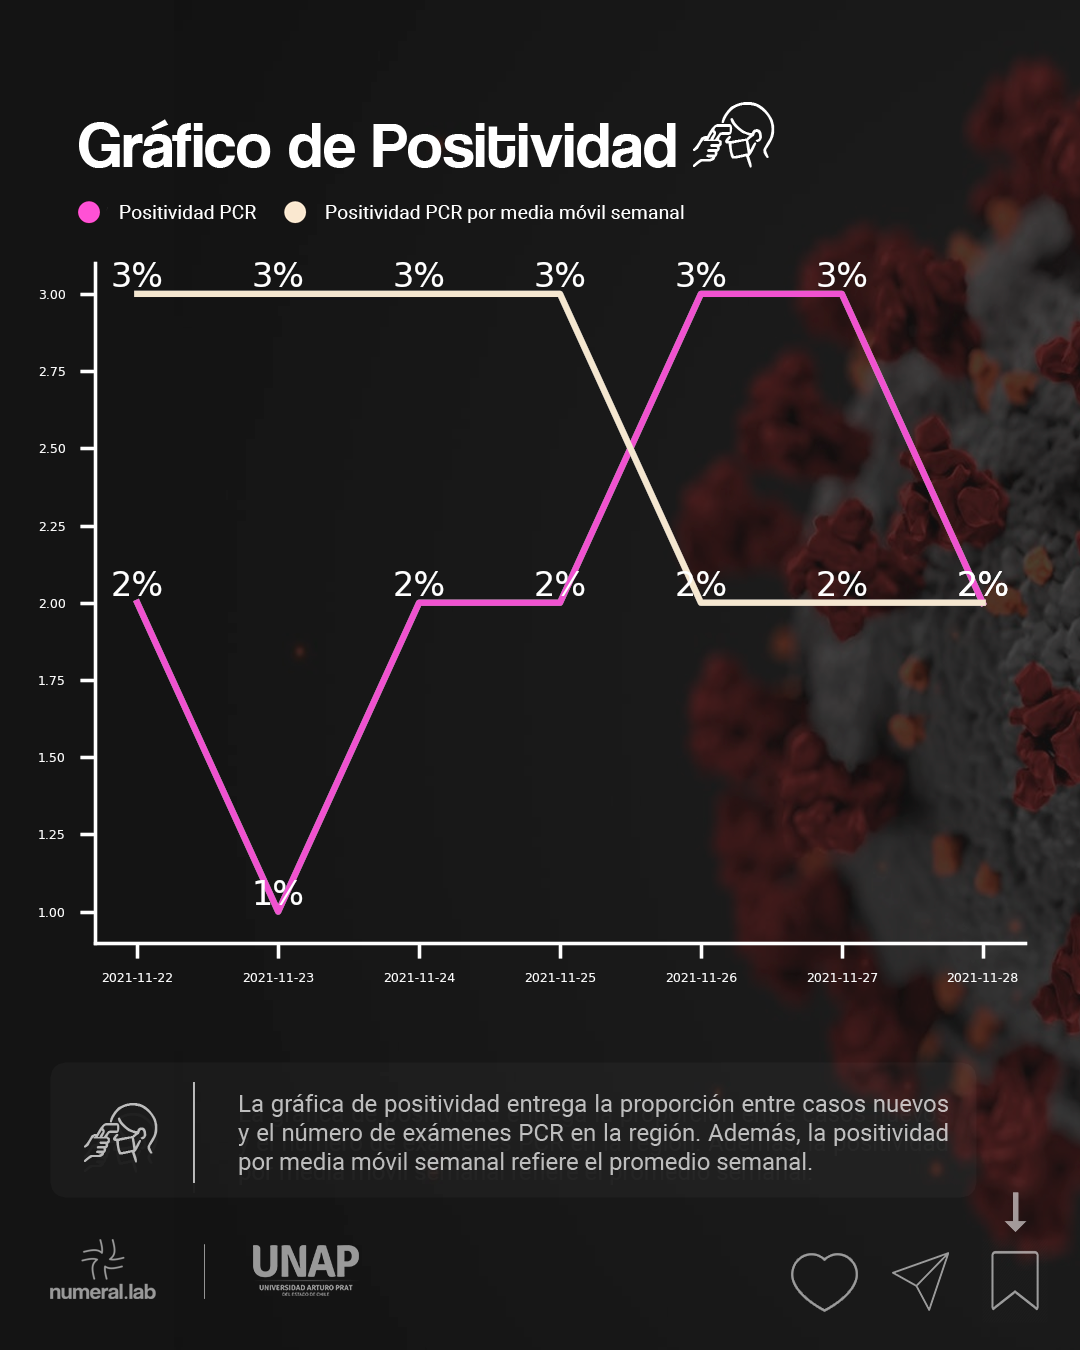 Gráfico de Positividad
Positividad PCR
Positividad PCR por media móvil semanal
3% 3% 3% 3% 3% 3%
3.00
2.75
2.50
2.25
2% 2% 2% 2% 2% 2%
2.00
1.75
1.50
1.25
1%
1.00
2021-11-22 2021-11-23 2021-11-24 2021-11-25 2021-11-26 2021-11-27 2021-11-28
La gráfica de positividad entrega la proporción entre casos nuevos
y el número de exámenes PCR en la región. Además, la positividad
por media móvil semanal refiere el promedio semanal.
numeral.lab
UNAP
UNIVERSIDAD ARTURO PRAT
DEL ESTADO DE CHILE